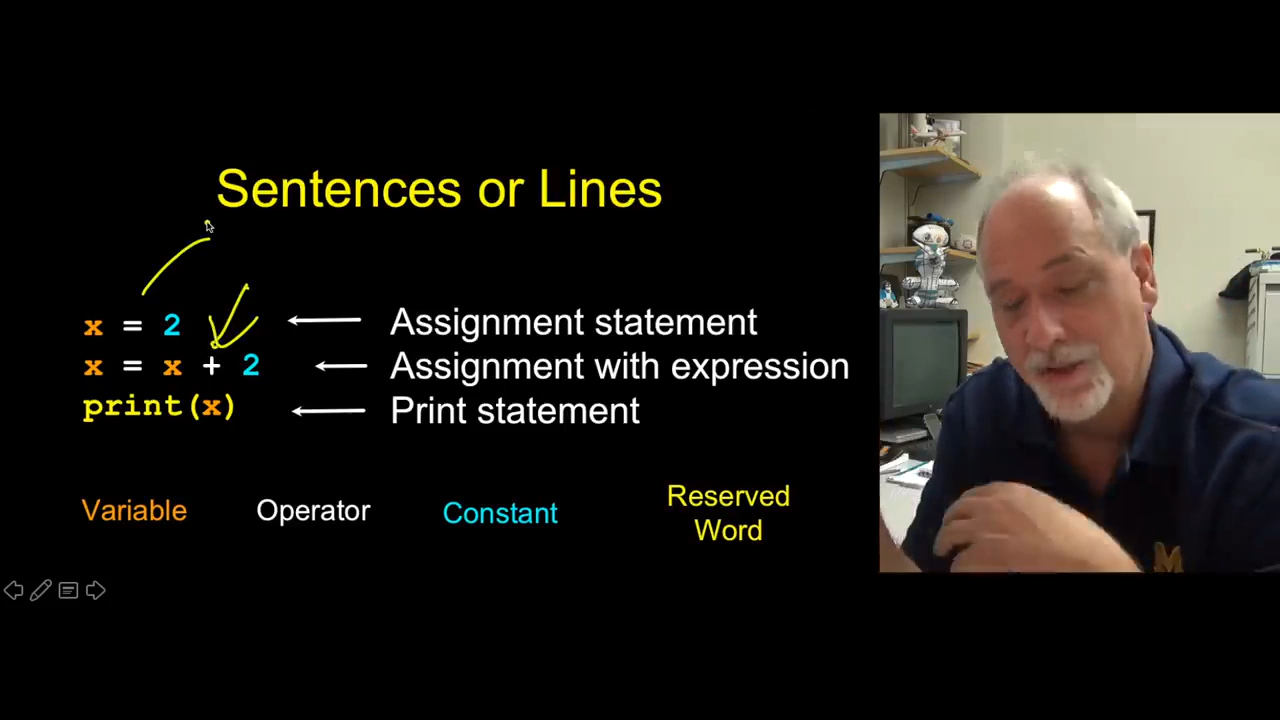 Sentences or Lines
x = 2
Assignment statement
x = x + 2
Assignment with expression
print(x)
Print statement
Variable
Operator
Constant
Reserved
Word
M